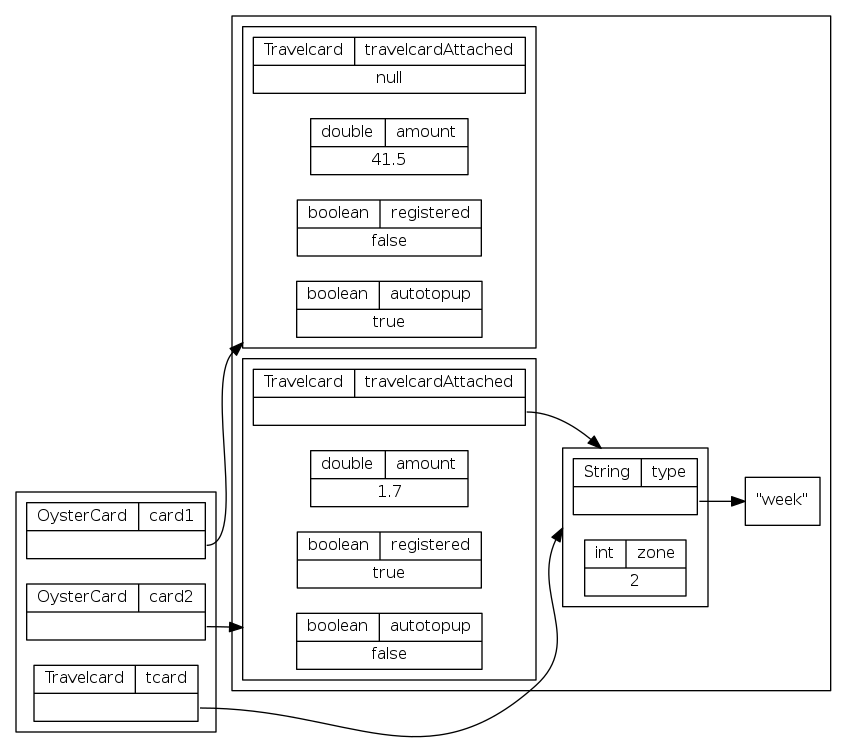 Travelcard travelcardAttached
null
double amount
41.5
boolean registered
false
boolean autotopup
true
Travelcard travelcardAttached
double amount
1.7
boolean registered
true
boolean autotopup
false
OysterCard card1
OysterCard card2
Travelcard tcard
String type
int zone
2
"week"